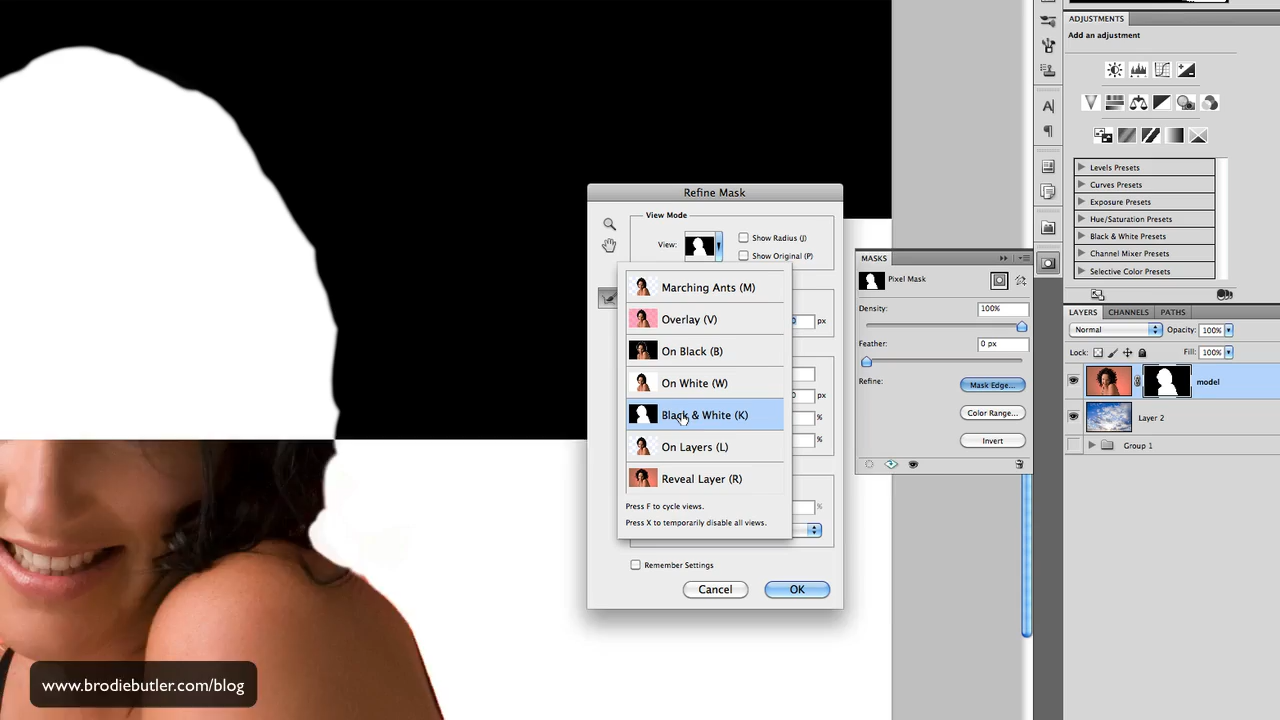 Refine Mask
View Mode
View:
Show Radius (J)
Show Original (P)
Marching Ants (M)
Overlay (V)
On Black (B)
On White (W)
Black & White (K)
On Layers (L)
Reveal Layer (R)
Press F to cycle views.
Press X to temporarily disable all views.
px
px
%
%
%
Remember Settings
Cancel
OK
MASKS
Pixel Mask
Density:
100%
Feather:
0 px
Refine:
Mask Edge...
Color Range...
Invert
ADJUSTMENTS
Add an adjustment
Levels Presets
Curves Presets
Exposure Presets
Hue/Saturation Presets
Black & White Presets
Channel Mixer Presets
Selective Color Presets
LAYERS CHANNELS PATHS
Normal
Opacity: 100%
Lock:
Fill: 100%
model
Layer 2
Group 1
www.brodiebutler.com/blog